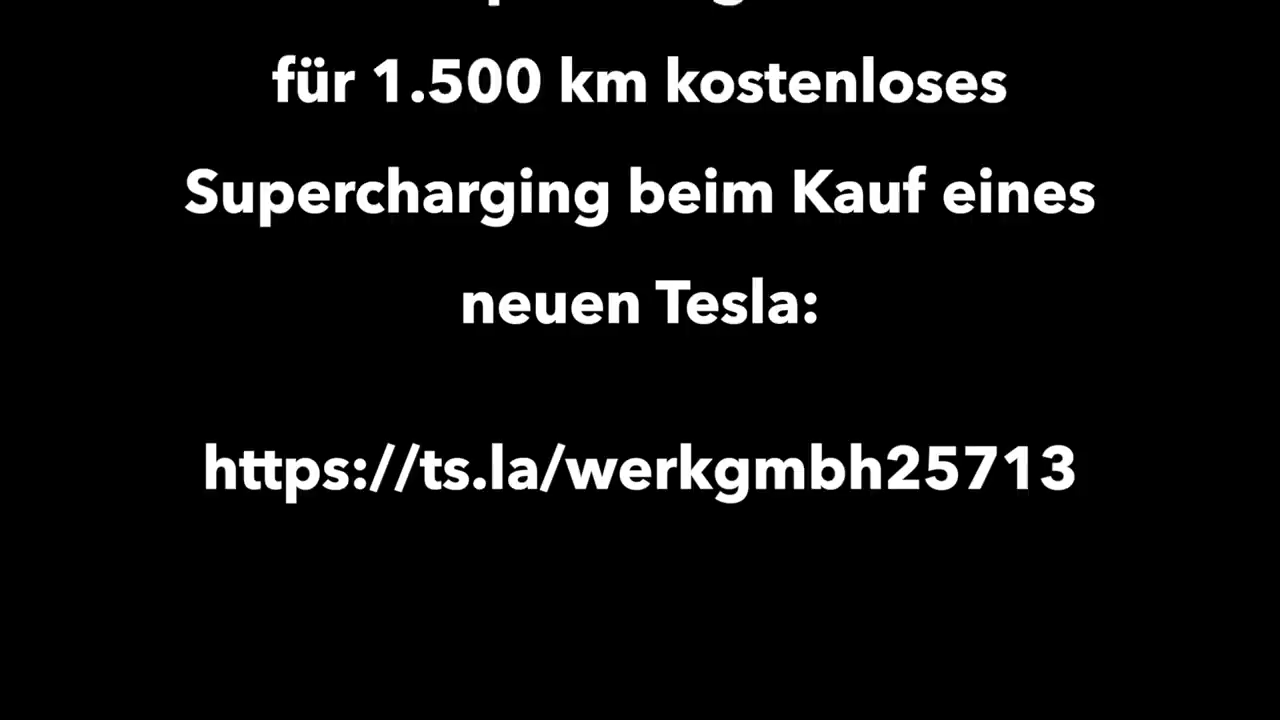 für 1.500 km kostenloses
Supercharging beim Kauf eines
neuen Tesla:
https://ts.la/werkgmbh25713